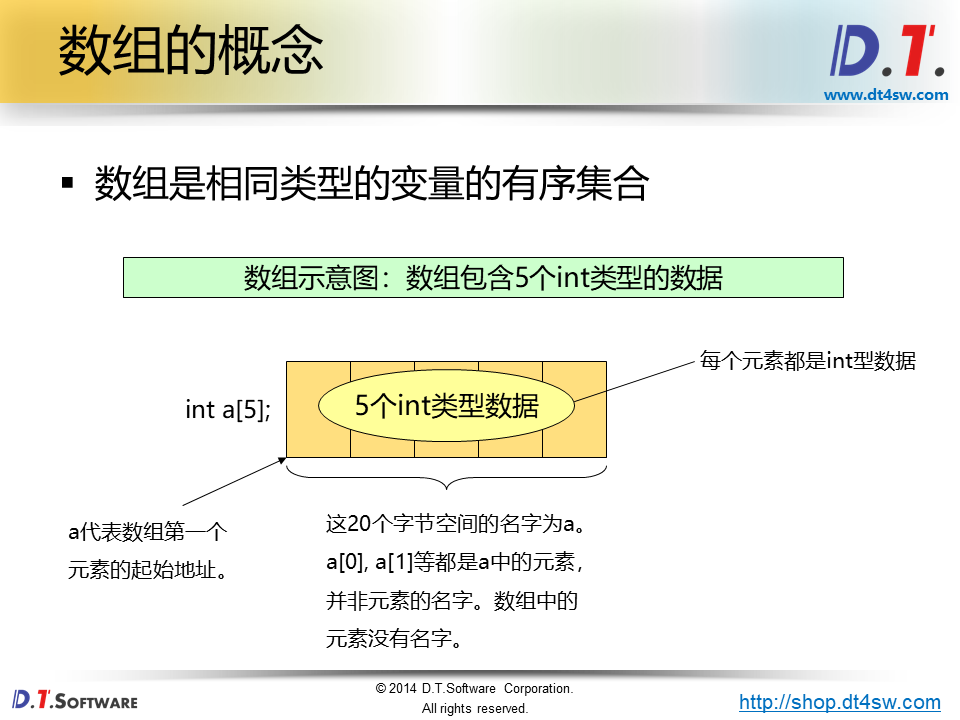 数组的概念
D.T.
www.dt4sw.com
▪ 数组是相同类型的变量的有序集合
数组示意图：数组包含5个int类型的数据
每个元素都是int型数据
int a[5];
5个int类型数据
a代表数组第一个
元素的起始地址。
这20个字节空间的名字为a。
a[0], a[1]等都是a中的元素，
并非元素的名字。数组中的
元素没有名字。
D.T.SOFTWARE
© 2014 D.T.Software Corporation.
All rights reserved.
http://shop.dt4sw.com